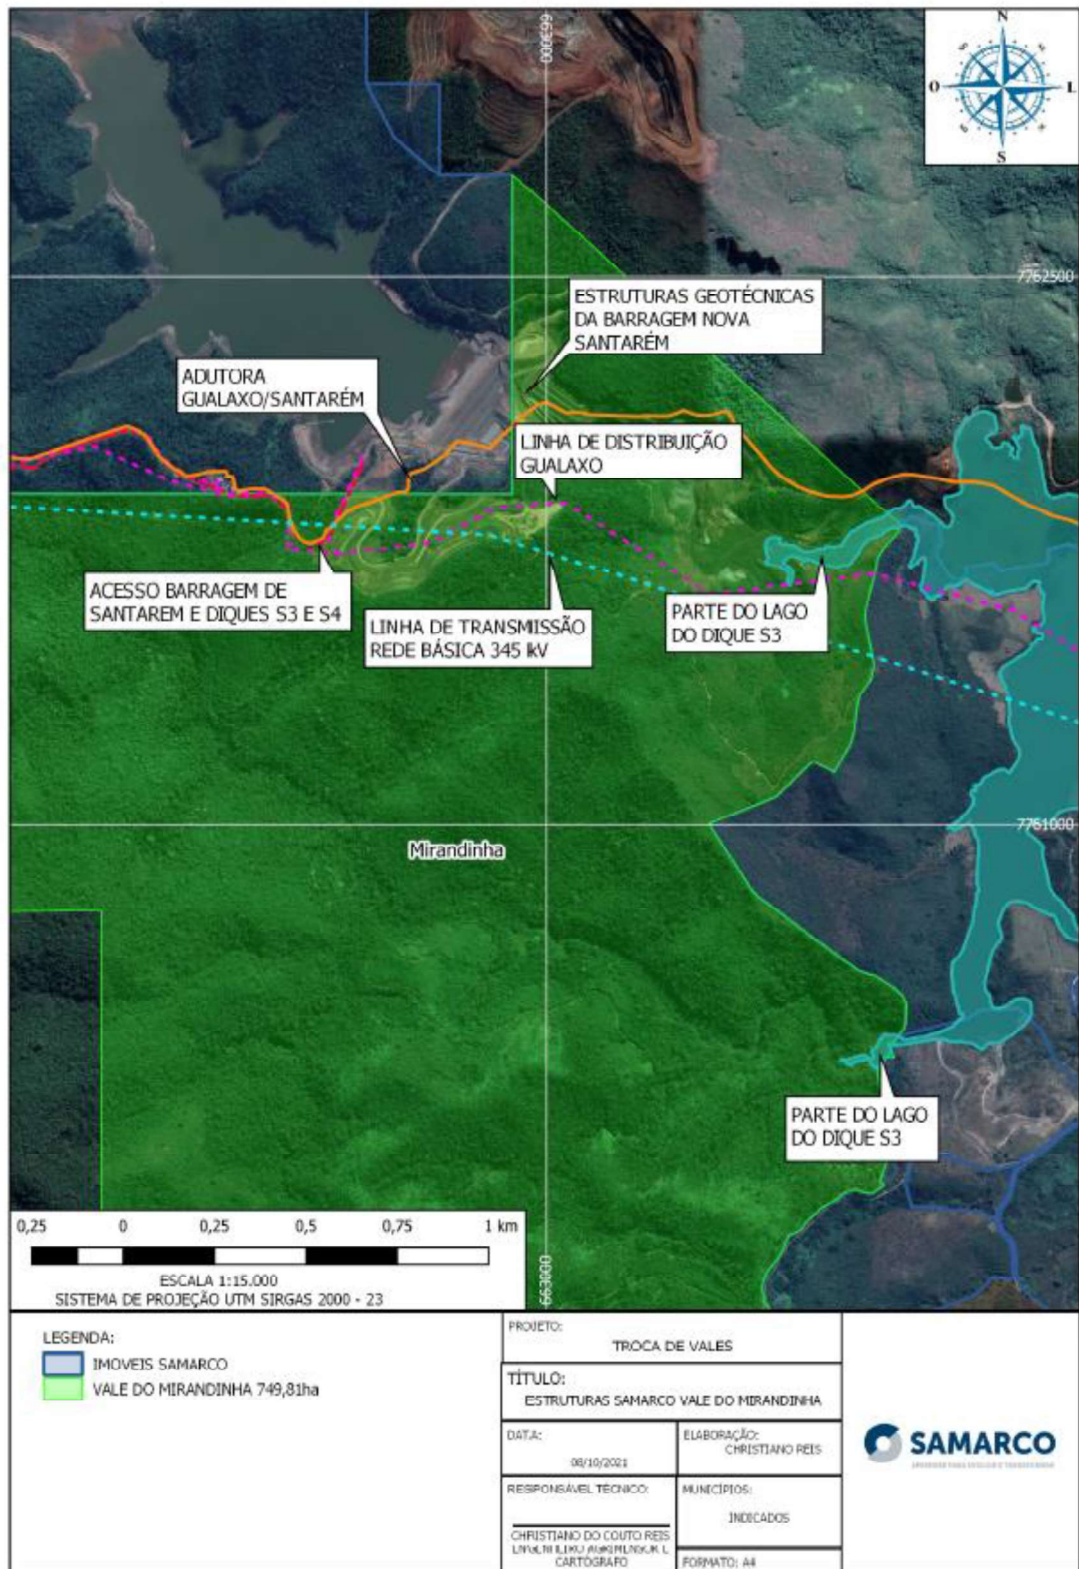 663000
N
O
L
S
7762500
ESTRUTURAS GEOTÉCNICAS
DA BARRAGEM NOVA
SANTARÉM
ADUTORA
GUALAXO/SANTARÉM
LINHA DE DISTRIBUIÇÃO
GUALAXO
ACESSO BARRAGEM DE
SANTAREM E DIQUES S3 E S4
LINHA DE TRANSMISSÃO
REDE BÁSICA 345 kV
PARTE DO LAGO
DO DIQUE S3
7761000
Mirandinha
PARTE DO LAGO
DO DIQUE S3
0,25 0 0,25 0,5 0,75 1 km
ESCALA 1:15.000
SISTEMA DE PROJEÇÃO UTM SIRGAS 2000 - 23
663000
LEGENDA:
IMOVEIS SAMARCO
VALE DO MIRANDINHA 749,81ha
PROJETO:
TROCA DE VALES
TÍTULO:
ESTRUTURAS SAMARCO VALE DO MIRANDINHA
DATA:
08/10/2021
ELABORAÇÃO:
CHRISTIANO REIS
RESPONSÁVEL TÉCNICO:
CHRISTIANO DO COUTO REIS
ENGENHEIRO AGRIMENSOR E
CARTÓGRAFO
MUNICÍPIOS:
INDICADOS
FORMATO: A4
SAMARCO